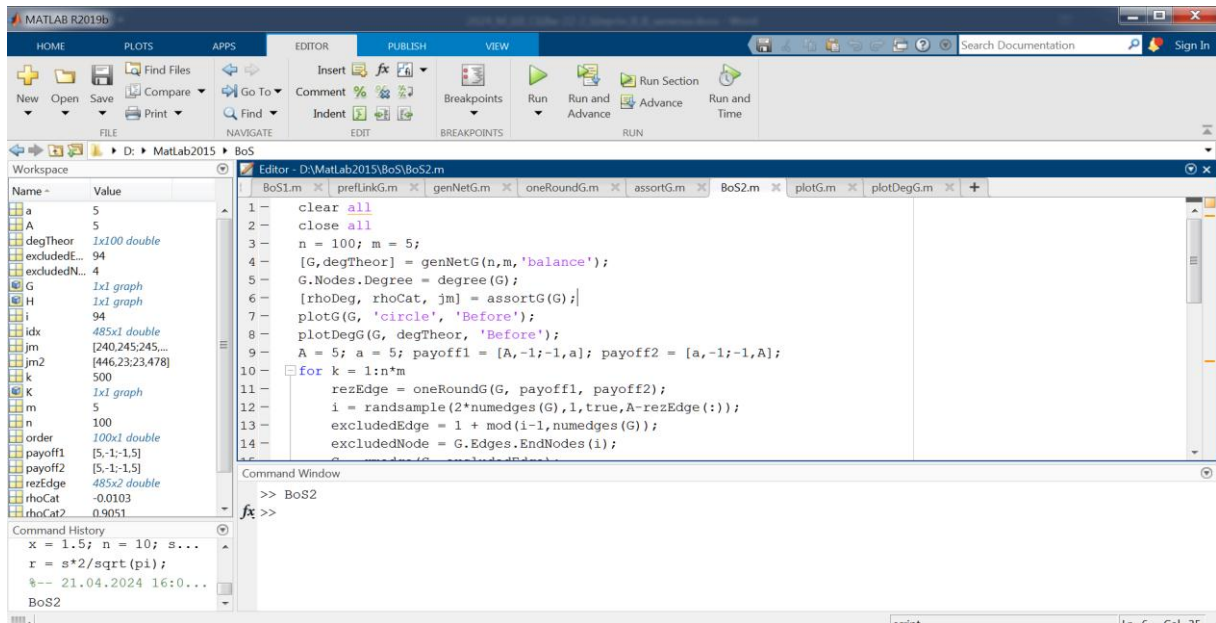 MATLAB R2019b
HOME PLOTS APPS EDITOR PUBLISH VIEW
Search Documentation
Sign In
New Open Save
Find Files
Compare
Print
Go To
Find
Insert fx
Comment %
Indent
Breakpoints
Run
Run and Advance
Run Section
Advance
Run and Time
FILE NAVIGATE EDIT BREAKPOINTS RUN
D: MatLab2015 BoS
Workspace
Name Value
a 5
A 5
degTheor 1x100 double
excludedE... 94
excludedN... 4
G 1x1 graph
H 1x1 graph
i 94
idx 485x1 double
jm [240,245;245,...
jm2 [446,23;23,478]
k 500
K 1x1 graph
m 5
n 100
order 100x1 double
payoff1 [5,-1;-1,5]
payoff2 [5,-1;-1,5]
rezEdge 485x2 double
rhoCat -0.0103
rhoCat2 0.9051
Command History
x = 1.5; n = 10; s...
r = s*2/sqrt(pi);
%-- 21.04.2024 16:0...
BoS2
Editor - D:\MatLab2015\BoS\BoS2.m
BoS1.m prefLinkG.m genNetG.m oneRoundG.m assortG.m BoS2.m plotG.m plotDegG.m +
1 - clear all
2 - close all
3 - n = 100; m = 5;
4 - [G,degTheor] = genNetG(n,m,'balance');
5 - G.Nodes.Degree = degree(G);
6 - [rhoDeg, rhoCat, jm] = assortG(G);
7 - plotG(G, 'circle', 'Before');
8 - plotDegG(G, degTheor, 'Before');
9 - A = 5; a = 5; payoff1 = [A,-1;-1,a]; payoff2 = [a,-1;-1,A];
10 - for k = 1:n*m
11 - rezEdge = oneRoundG(G, payoff1, payoff2);
12 - i = randsample(2*numedges(G),1,true,A-rezEdge(:));
13 - excludedEdge = 1 + mod(i-1,numedges(G));
14 - excludedNode = G.Edges.EndNodes(i);
Command Window
>> BoS2
fx >>